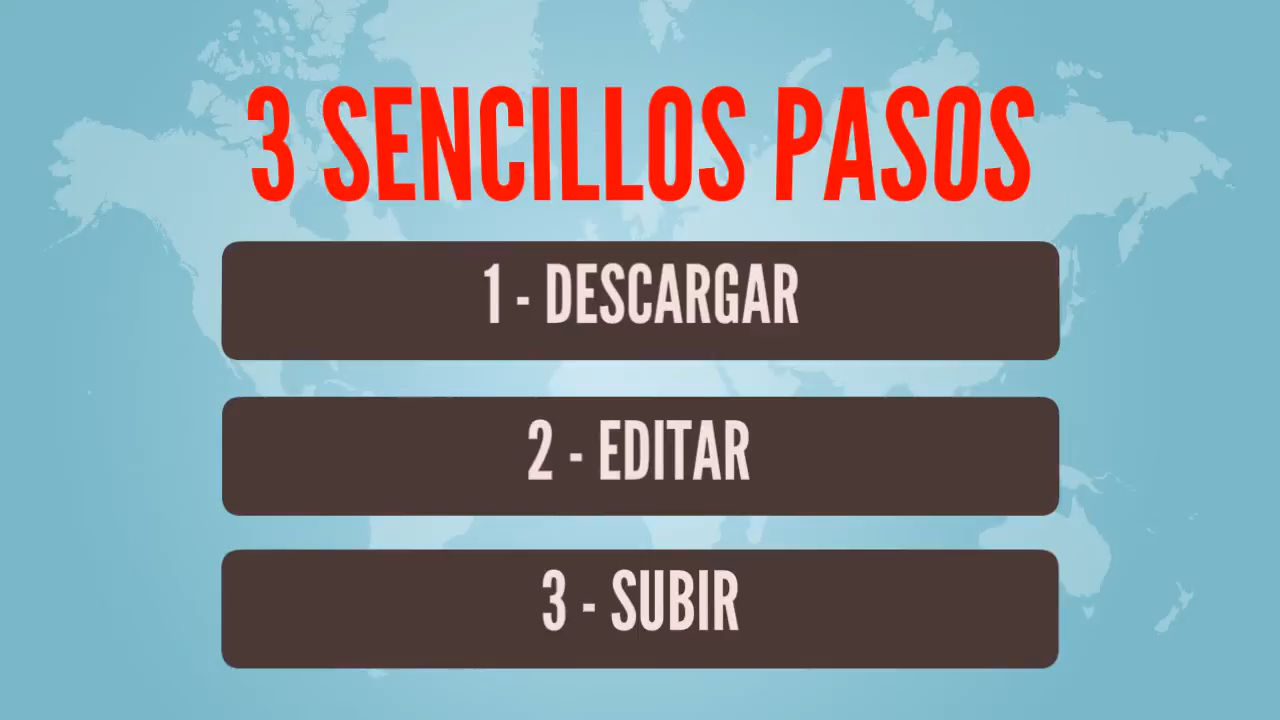 3 SENCILLOS PASOS
1 - DESCARGAR
2 - EDITAR
3 - SUBIR